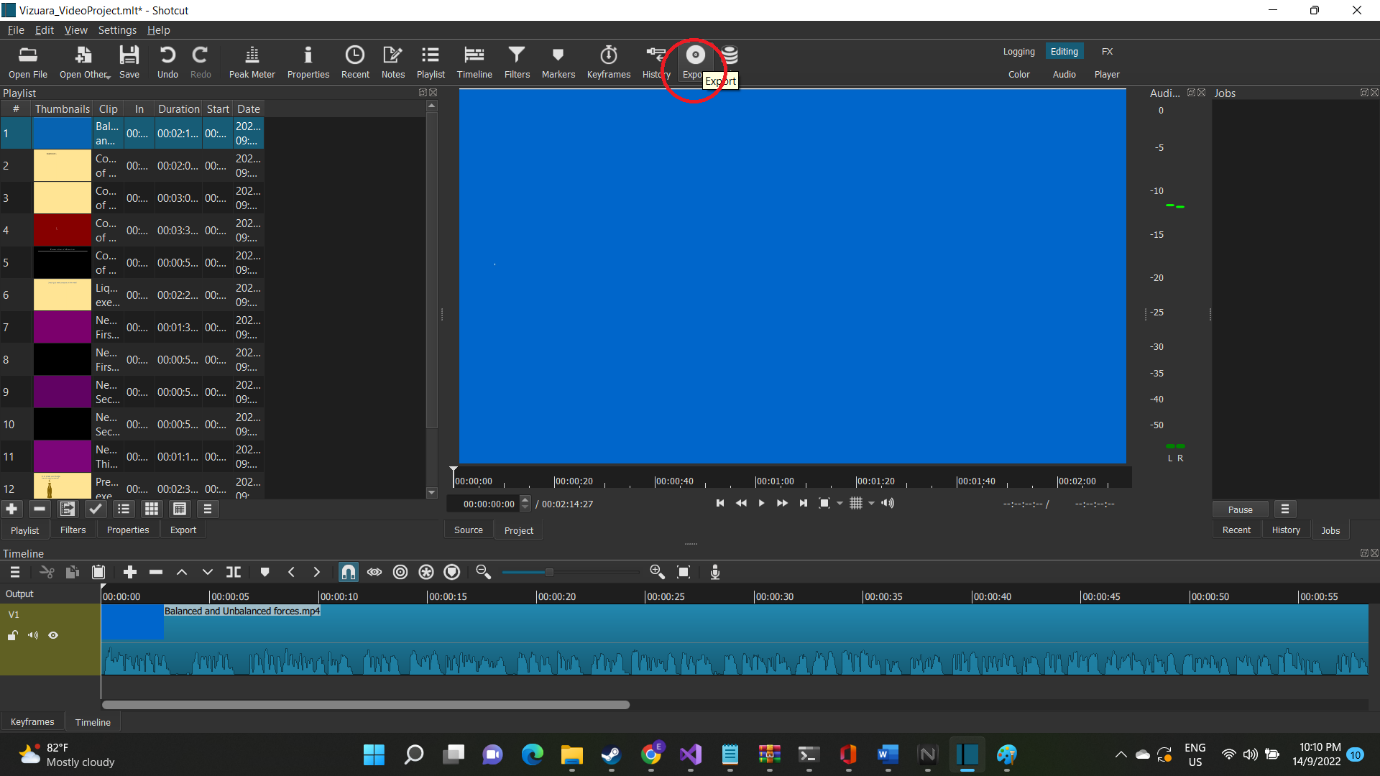 Vizuara_VideoProject.mlt* - Shotcut
File Edit View Settings Help
Open File Open Other... Save Undo Redo Peak Meter Properties Recent Notes Playlist Timeline Filters Markers Keyframes History Export
Logging Editing FX
Color Audio Player
Playlist
# Thumbnails Clip In Duration Start Date
1 Bal... an... 00:... 00:02:1... 00:... 202... 09:...
2 Co... of ... 00:... 00:02:0... 00:... 202... 09:...
3 Co... of ... 00:... 00:03:0... 00:... 202... 09:...
4 Co... of ... 00:... 00:03:3... 00:... 202... 09:...
5 Co... of ... 00:... 00:00:5... 00:... 202... 09:...
6 Liq... exe... 00:... 00:02:2... 00:... 202... 09:...
7 Ne... Firs... 00:... 00:01:3... 00:... 202... 09:...
8 Ne... Firs... 00:... 00:00:5... 00:... 202... 09:...
9 Ne... Sec... 00:... 00:00:5... 00:... 202... 09:...
10 Ne... Sec... 00:... 00:00:5... 00:... 202... 09:...
11 Ne... Thi... 00:... 00:01:1... 00:... 202... 09:...
12 Pre... exe 00:... 00:02:3... 00:... 202... 09:
Playlist Filters Properties Export
00:00:00 00:00:20 00:00:40 00:01:00 00:01:20 00:01:40 00:02:00
00:00:00:00 / 00:02:14:27 --:--:--:-- / --:--:--:--
Source Project
Audi...
0
-5
-10
-15
-20
-25
-30
-35
-40
-50
L R
Jobs
Pause
Recent History Jobs
Timeline
Output
00:00:00 00:00:05 00:00:10 00:00:15 00:00:20 00:00:25 00:00:30 00:00:35 00:00:40 00:00:45 00:00:50 00:00:55
V1
Balanced and Unbalanced forces.mp4
Keyframes Timeline
82°F
Mostly cloudy
ENG
US
10:10 PM
14/9/2022
10